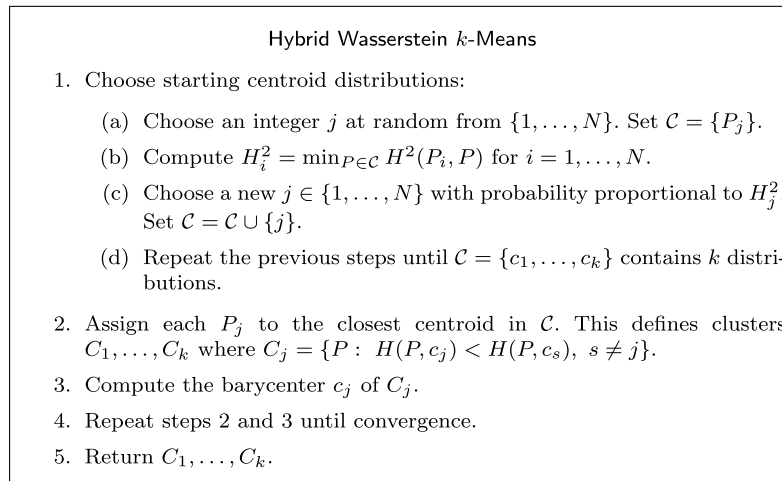 Hybrid Wasserstein k-Means
1. Choose starting centroid distributions:
(a) Choose an integer j at random from {1, . . . , N}. Set 𝒞 = {P_j}.
(b) Compute H_i^2 = min_{P∈𝒞} H^2(P_i, P) for i = 1, . . . , N.
(c) Choose a new j ∈ {1, . . . , N} with probability proportional to H_j^2
Set 𝒞 = 𝒞 ∪ {j}.
(d) Repeat the previous steps until 𝒞 = {c_1, . . . , c_k} contains k distri-
butions.
2. Assign each P_j to the closest centroid in 𝒞. This defines clusters
C_1, . . . , C_k where C_j = {P : H(P, c_j) < H(P, c_s), s ≠ j}.
3. Compute the barycenter c_j of C_j.
4. Repeat steps 2 and 3 until convergence.
5. Return C_1, . . . , C_k.